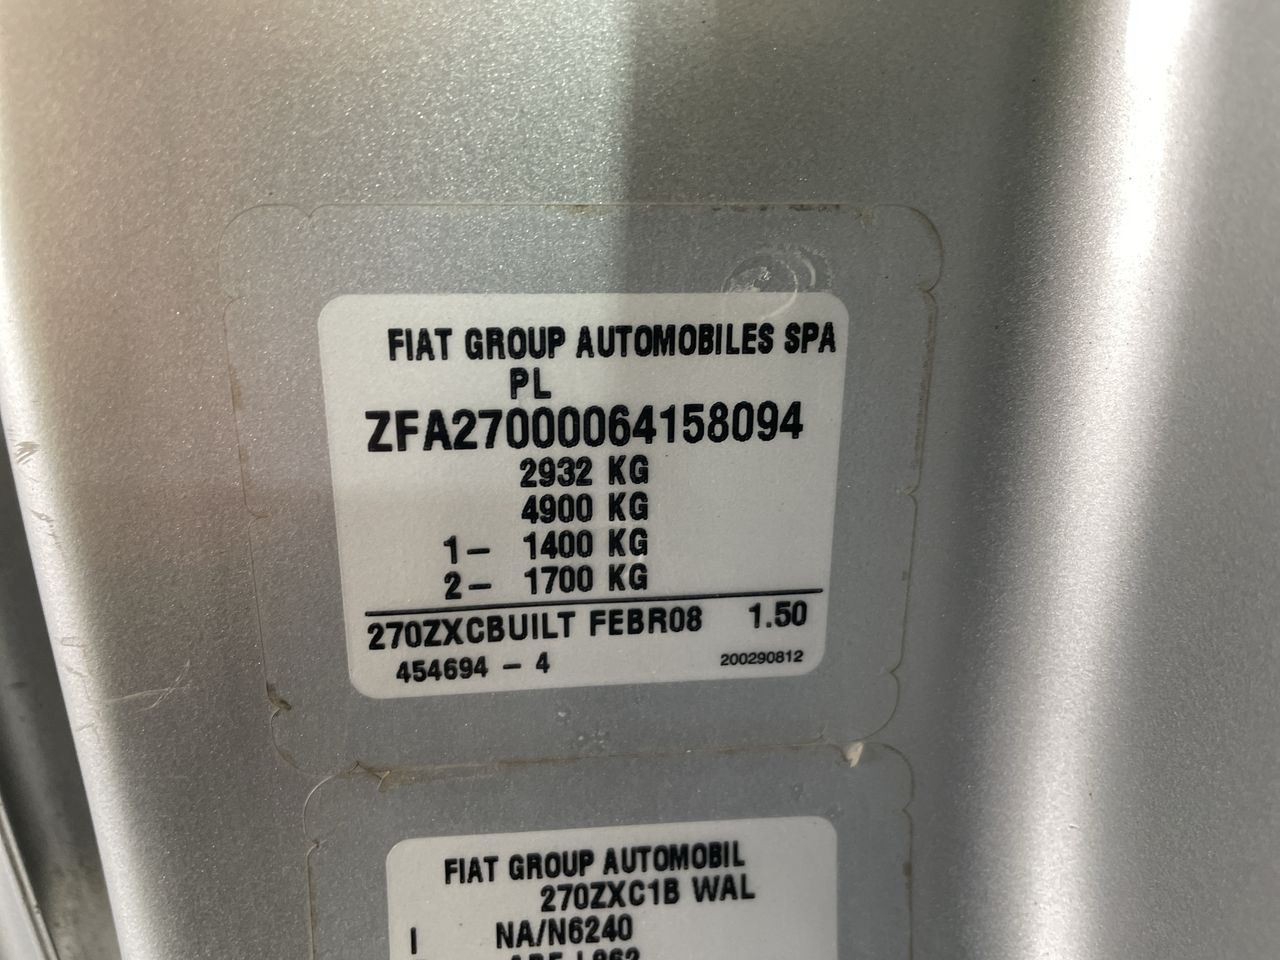 FIAT GROUP AUTOMOBILES SPA
PL
ZFA27000064158094
2932 KG
4900 KG
1- 1400 KG
2- 1700 KG
270ZXCBUILT FEBR08 1.50
454694 - 4 200290812
FIAT GROUP AUTOMOBIL
270ZXC1B WAL
I NA/N6240